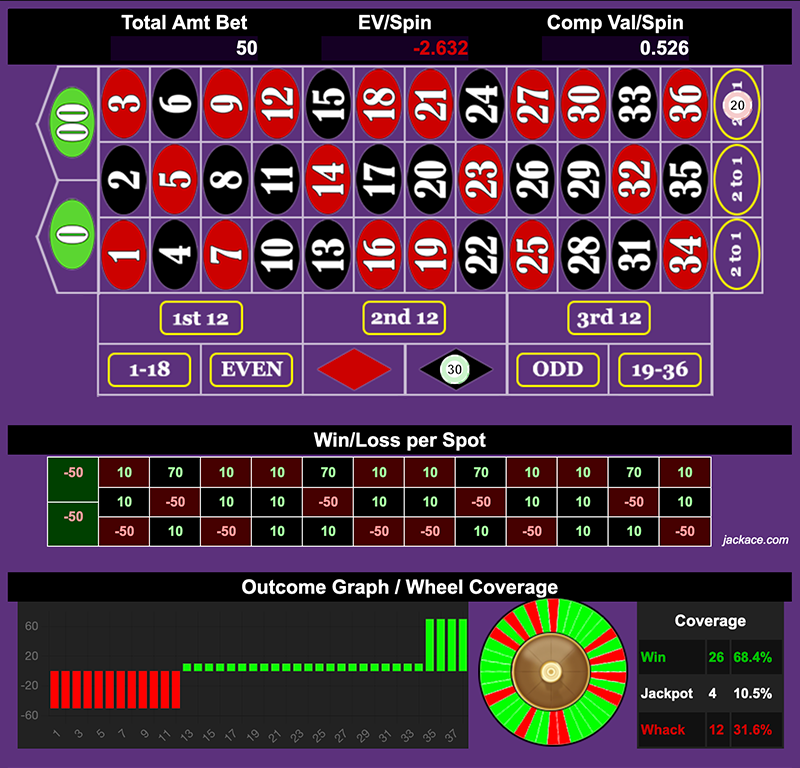 Total Amt Bet EV/Spin Comp Val/Spin
50 -2.632 0.526
00 3 6 9 12 15 18 21 24 27 30 33 36 20
2 5 8 11 14 17 20 23 26 29 32 35 2 to 1
0 1 4 7 10 13 16 19 22 25 28 31 34 2 to 1
1st 12 2nd 12 3rd 12
1-18 EVEN 30 ODD 19-36
Win/Loss per Spot
-50 10 70 10 10 70 10 10 70 10 10 70 10
10 -50 10 10 -50 10 10 -50 10 10 -50 10
-50 -50 10 -50 10 10 -50 -50 10 -50 10 10 -50
jackace.com
Outcome Graph / Wheel Coverage
60
20
-20
-60
1 3 5 7 9 11 13 15 17 19 21 23 25 27 29 31 33 35 37
Coverage
Win 26 68.4%
Jackpot 4 10.5%
Whack 12 31.6%